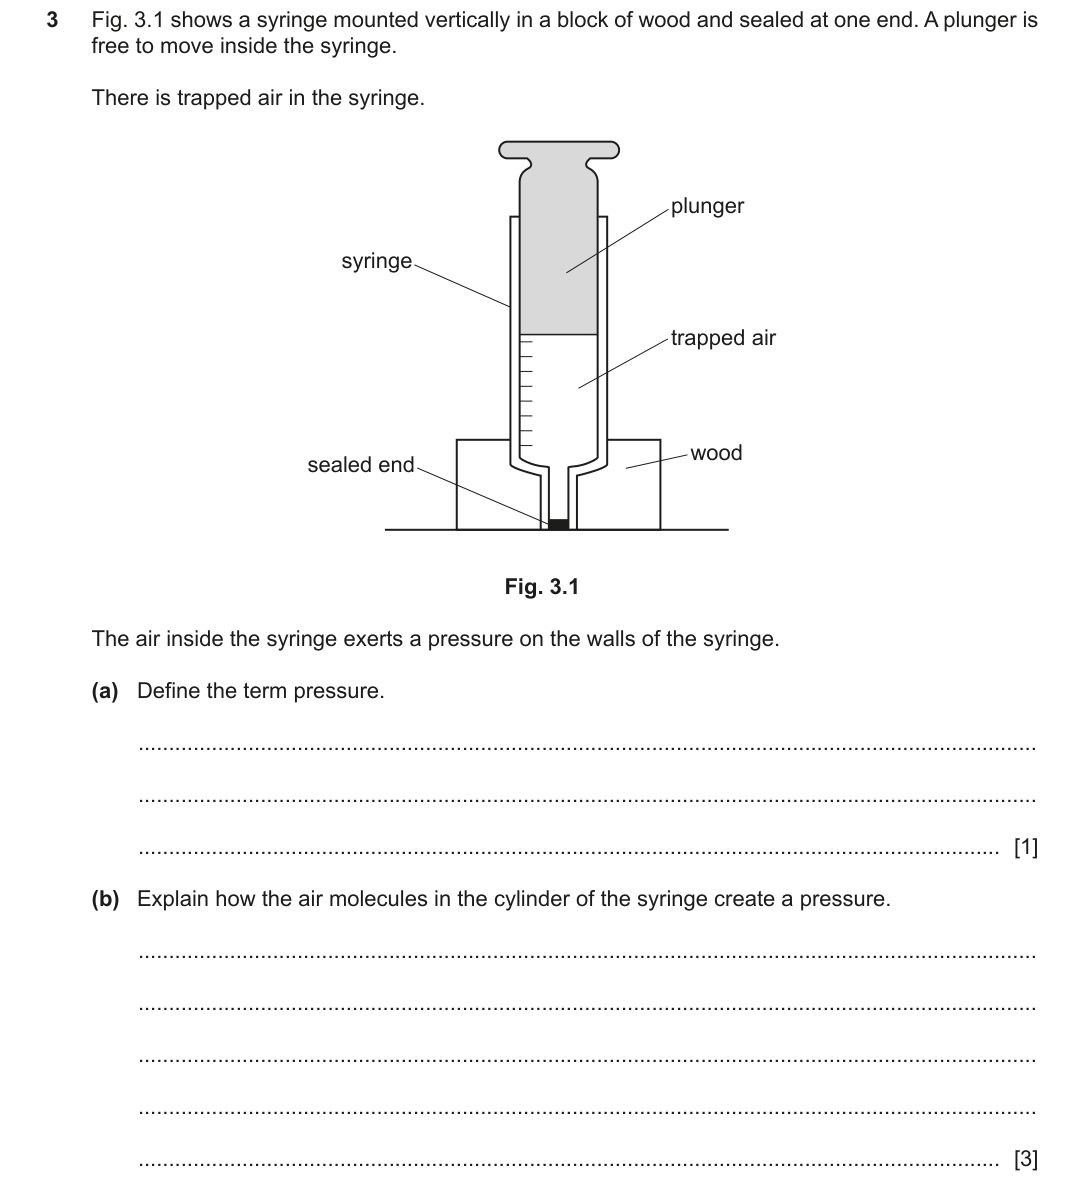 3 Fig. 3.1 shows a syringe mounted vertically in a block of wood and sealed at one end. A plunger is
free to move inside the syringe.
There is trapped air in the syringe.
plunger
syringe
trapped air
wood
sealed end
Fig. 3.1
The air inside the syringe exerts a pressure on the walls of the syringe.
(a) Define the term pressure.
[1]
(b) Explain how the air molecules in the cylinder of the syringe create a pressure.
[3]